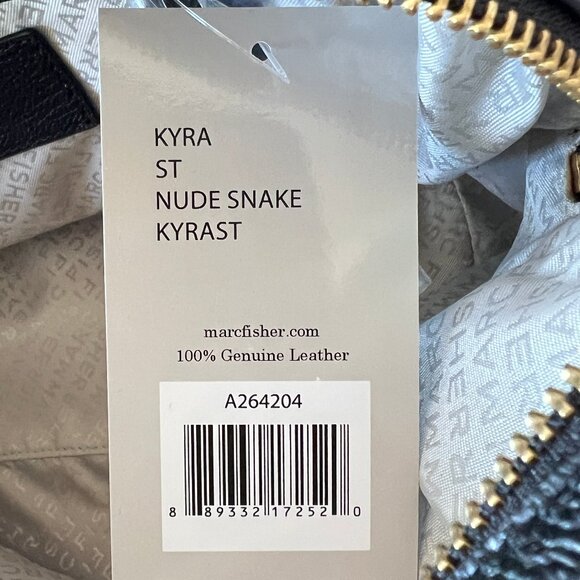 KYRA
ST
NUDE SNAKE
KYRAST
marcfisher.com
100% Genuine Leather
A264204
8 89332 17252 0